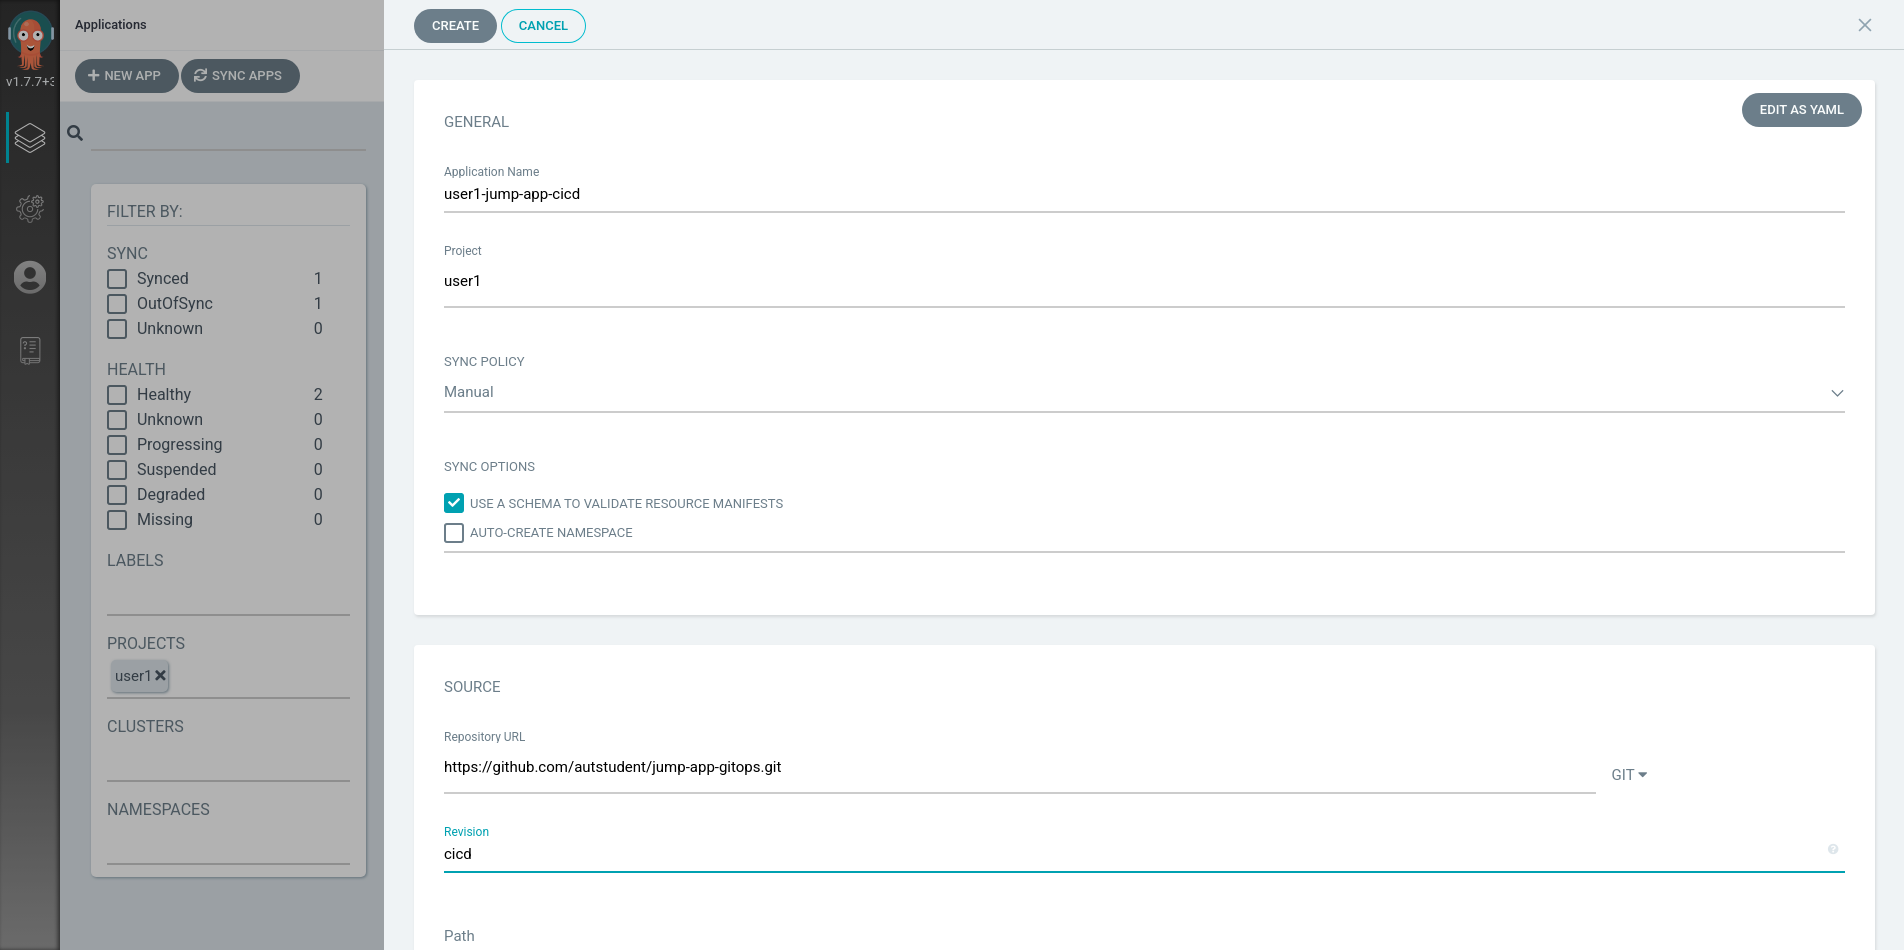 Applications
CREATE
CANCEL
v1.7.7+3
NEW APP
SYNC APPS
FILTER BY:
SYNC
Synced 1
OutOfSync 1
Unknown 0
HEALTH
Healthy 2
Unknown 0
Progressing 0
Suspended 0
Degraded 0
Missing 0
LABELS
PROJECTS
user1
CLUSTERS
NAMESPACES
GENERAL
EDIT AS YAML
Application Name
user1-jump-app-cicd
Project
user1
SYNC POLICY
Manual
SYNC OPTIONS
USE A SCHEMA TO VALIDATE RESOURCE MANIFESTS
AUTO-CREATE NAMESPACE
SOURCE
Repository URL
https://github.com/autstudent/jump-app-gitops.git
GIT
Revision
cicd
Path